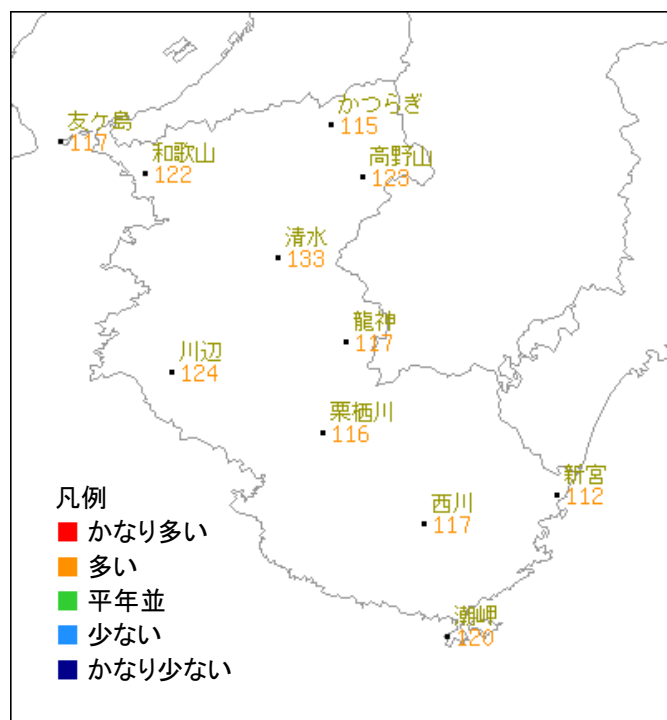 かつらぎ
115
友ケ島
117
和歌山
122
高野山
123
清水
133
龍神
117
川辺
124
栗栖川
116
新宮
112
西川
117
潮岬
120
凡例
かなり多い
多い
平年並
少ない
かなり少ない